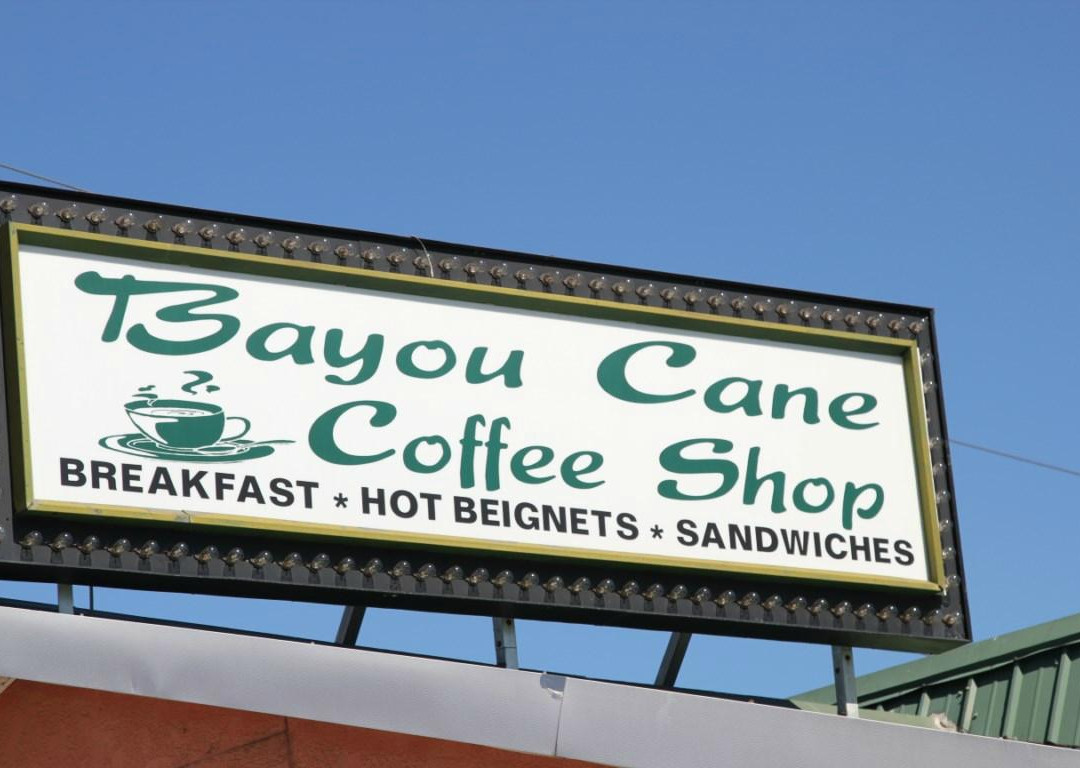 Bayou Cane
Coffee Shop
BREAKFAST * HOT BEIGNETS * SANDWICHES